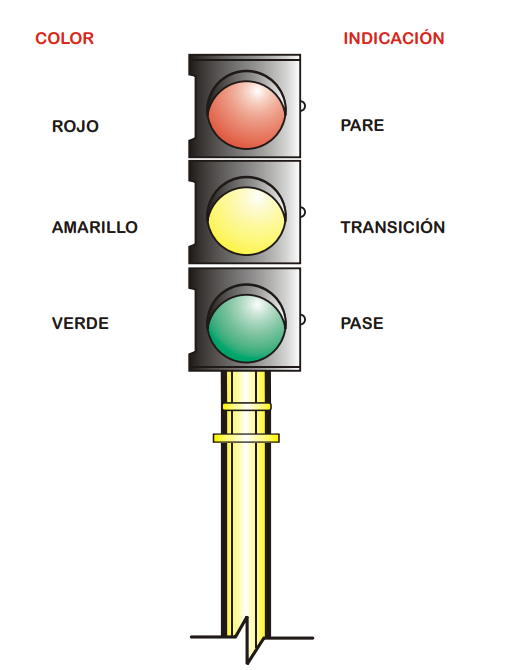 COLOR INDICACIÓN
ROJO PARE
AMARILLO TRANSICIÓN
VERDE PASE